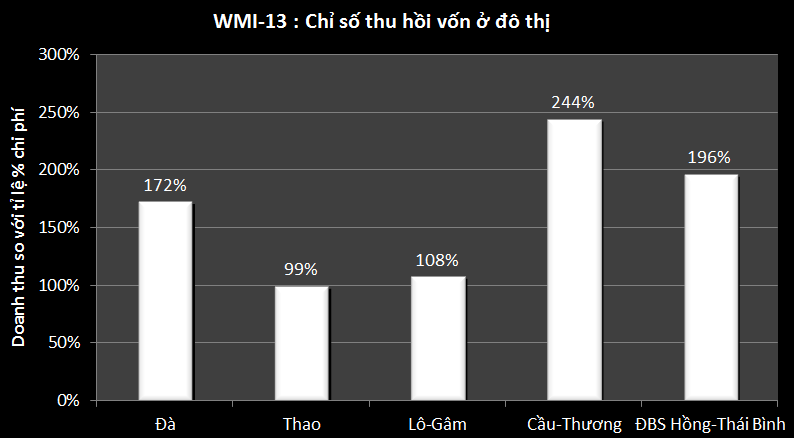 WMI-13 : Chỉ số thu hồi vốn ở đô thị
Doanh thu so với tỉ lệ % chi phí
300%
250%
200%
150%
100%
50%
0%
172%
99%
108%
244%
196%
Đà
Thao
Lô-Gâm
Cầu-Thương
ĐBS Hồng-Thái Bình